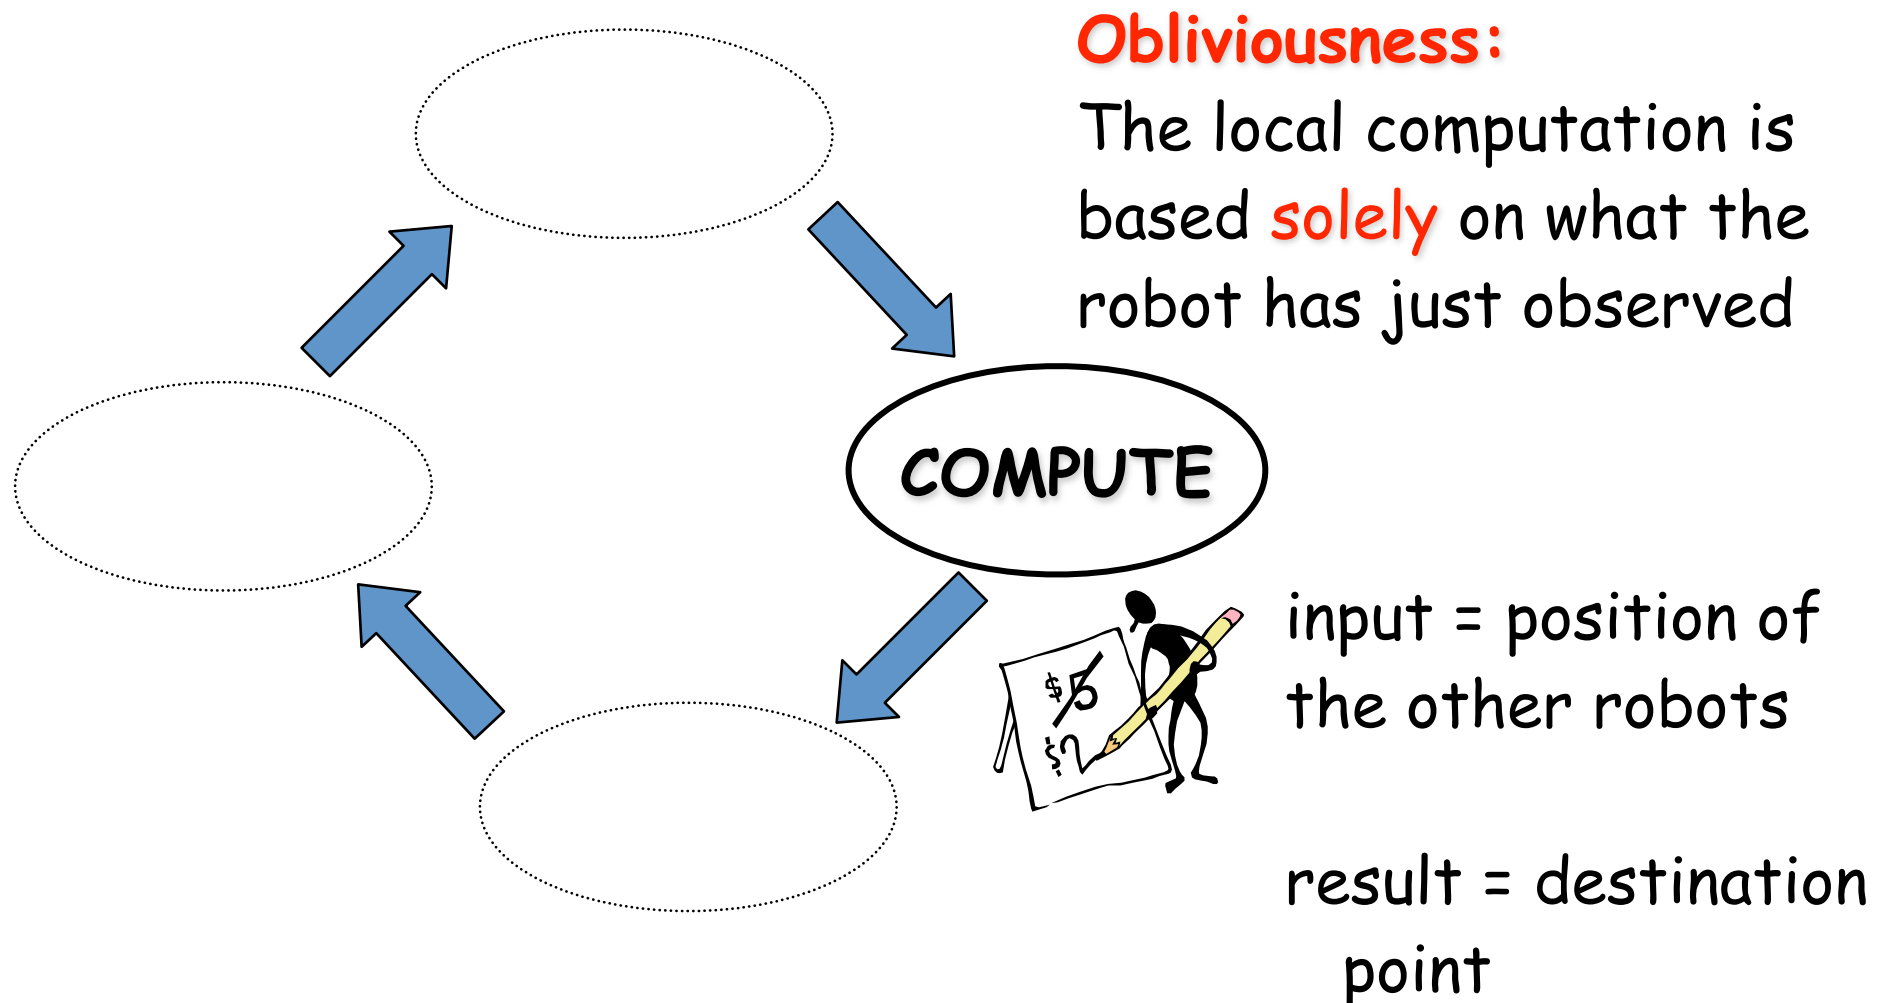 Obliviousness:
The local computation is
based solely on what the
robot has just observed
COMPUTE
$5
$?
input = position of
the other robots
result = destination
point